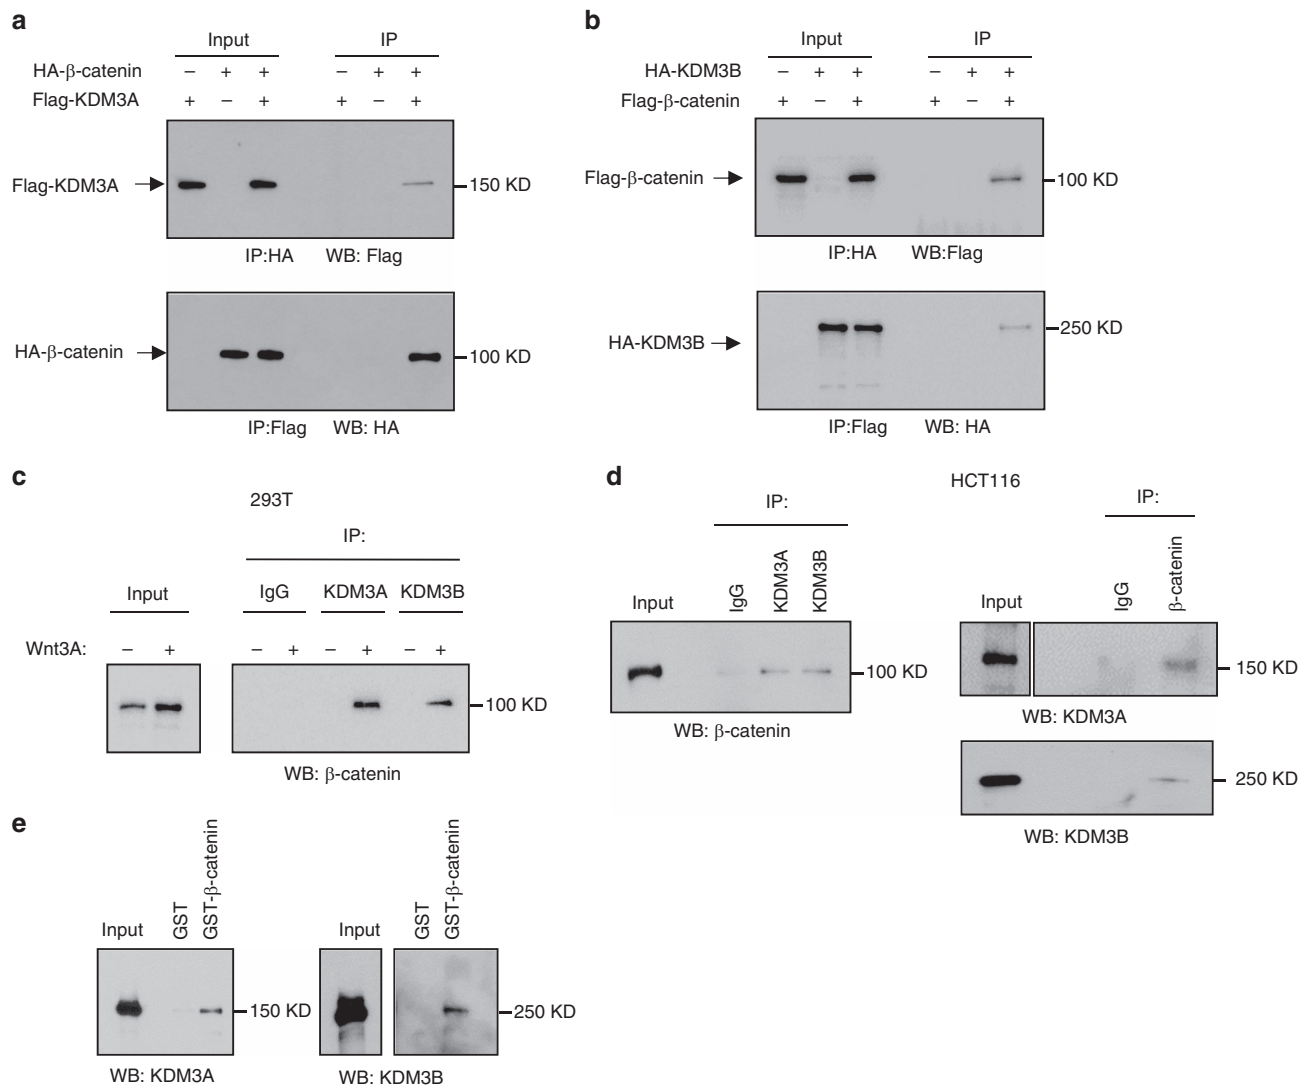 a
Input IP
HA-β-catenin – + + – + +
Flag-KDM3A + – + + – +
Flag-KDM3A 150 KD
IP:HA WB: Flag
HA-β-catenin 100 KD
IP:Flag WB: HA
b
Input IP
HA-KDM3B – + + – + +
Flag-β-catenin + – + + – +
Flag-β-catenin 100 KD
IP:HA WB:Flag
HA-KDM3B 250 KD
IP:Flag WB: HA
c
293T
IP:
Input IgG KDM3A KDM3B
Wnt3A: – + – + – + – +
100 KD
WB: β-catenin
d
HCT116
IP:
Input IgG KDM3A KDM3B
100 KD
WB: β-catenin
IP:
Input IgG β-catenin
150 KD
WB: KDM3A
250 KD
WB: KDM3B
e
Input GST GST-β-catenin
150 KD
WB: KDM3A
Input GST GST-β-catenin
250 KD
WB: KDM3B